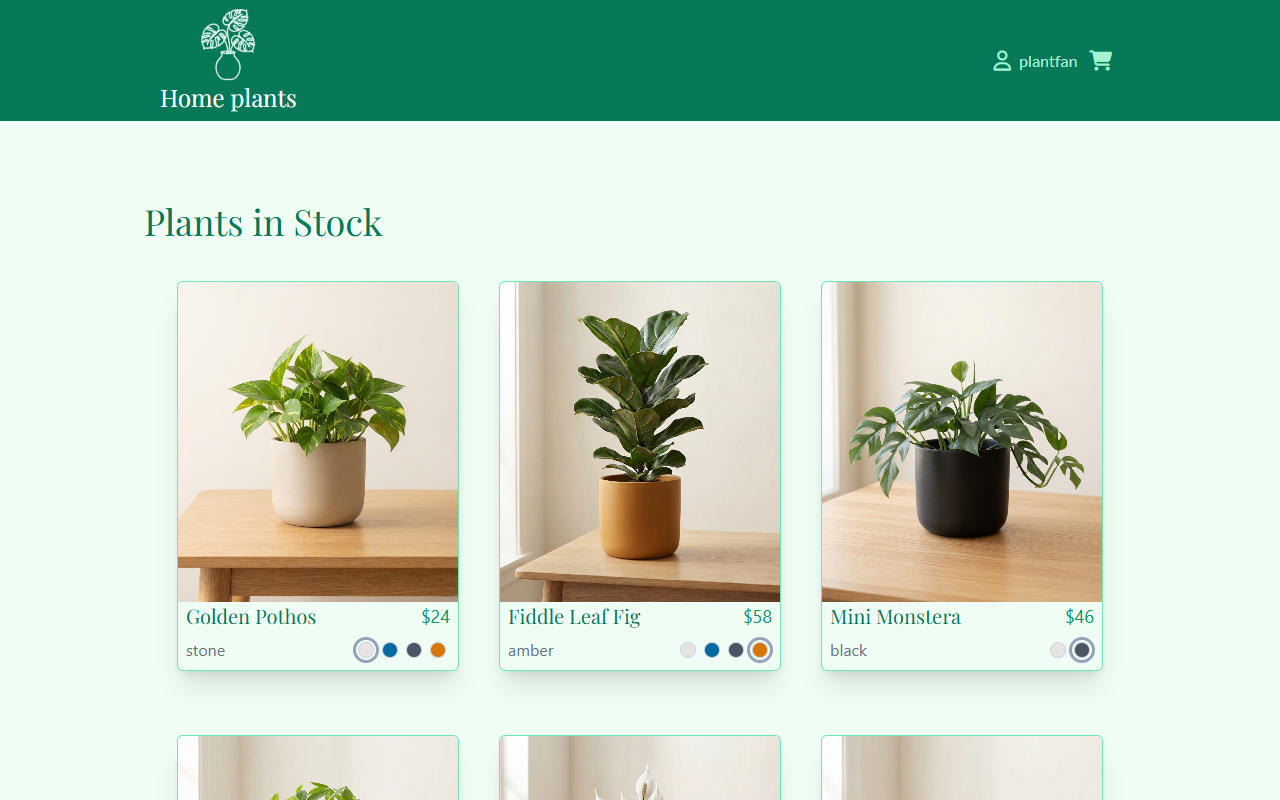 Home plants
plantfan
Plants in Stock
Golden Pothos $24
stone
Fiddle Leaf Fig $58
amber
Mini Monstera $46
black